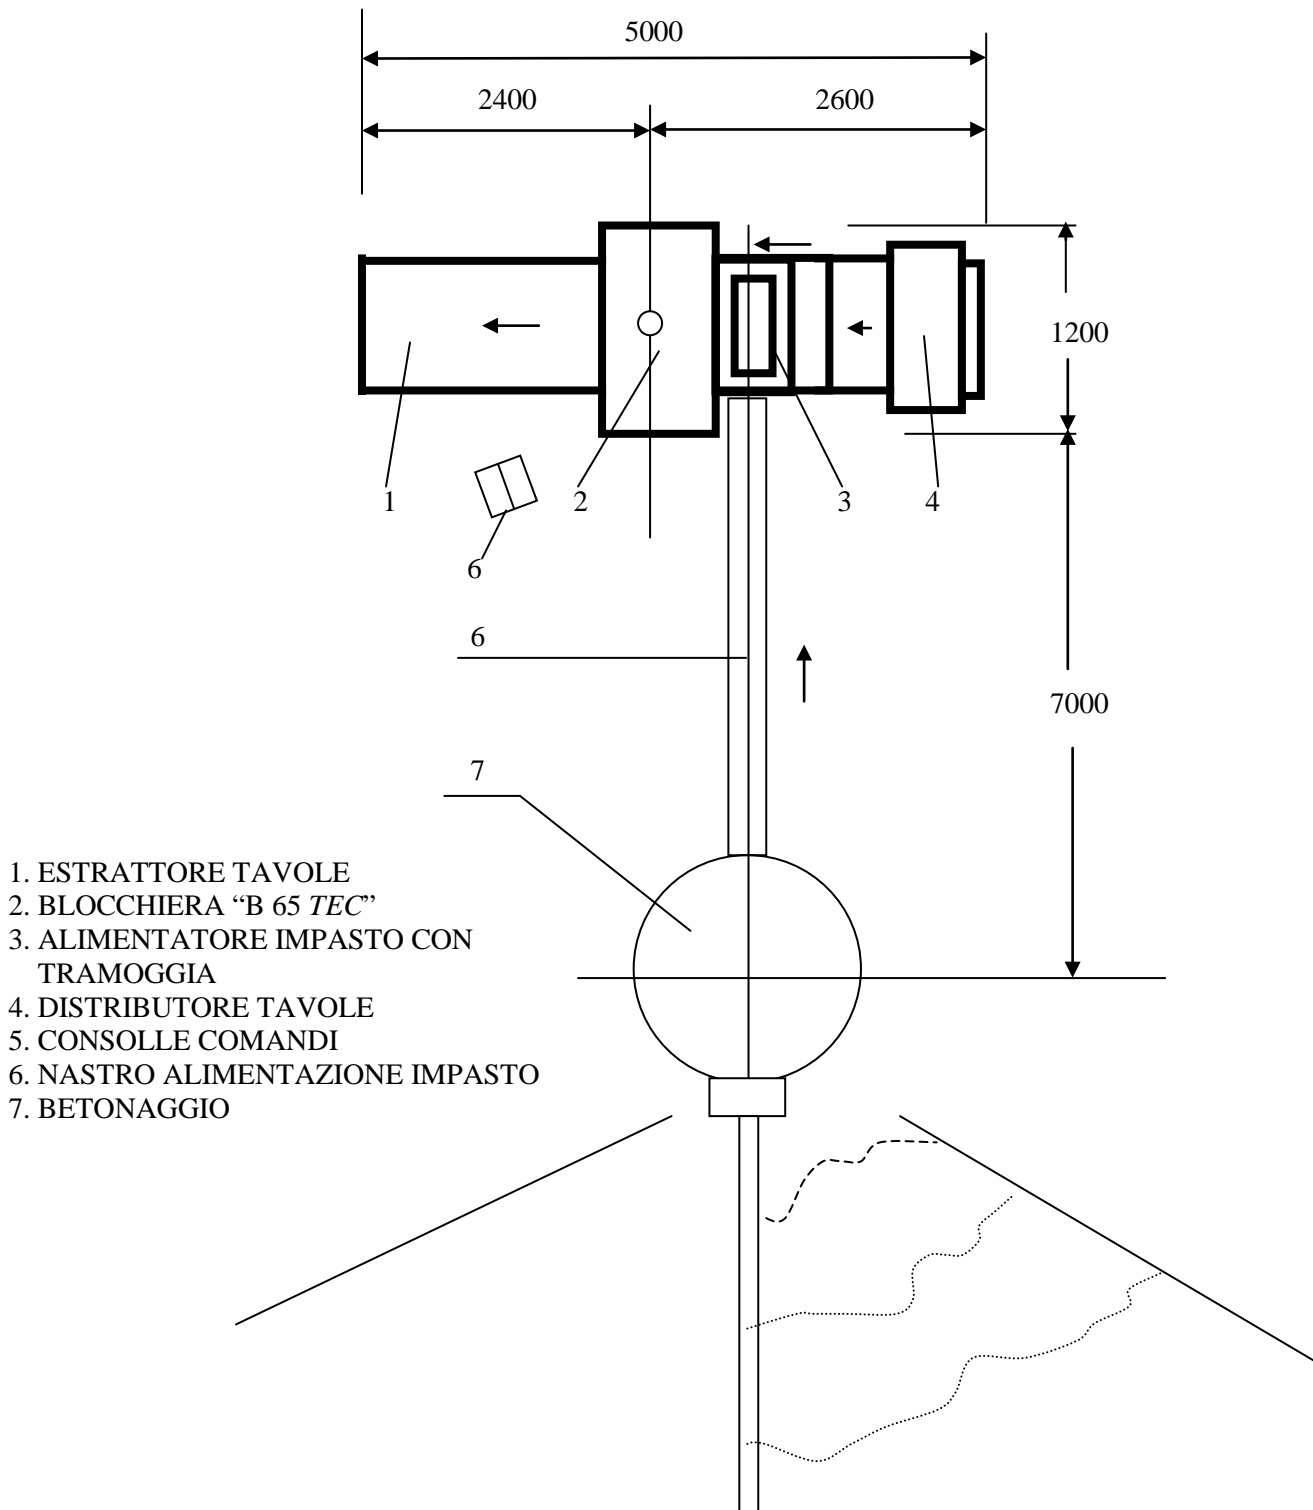 5000
2400
2600
1200
1
2
3
4
6
6
7000
7
1. ESTRATTORE TAVOLE
2. BLOCCHIERA “B 65 TEC”
3. ALIMENTATORE IMPASTO CON
TRAMOGGIA
4. DISTRIBUTORE TAVOLE
5. CONSOLLE COMANDI
6. NASTRO ALIMENTAZIONE IMPASTO
7. BETONAGGIO